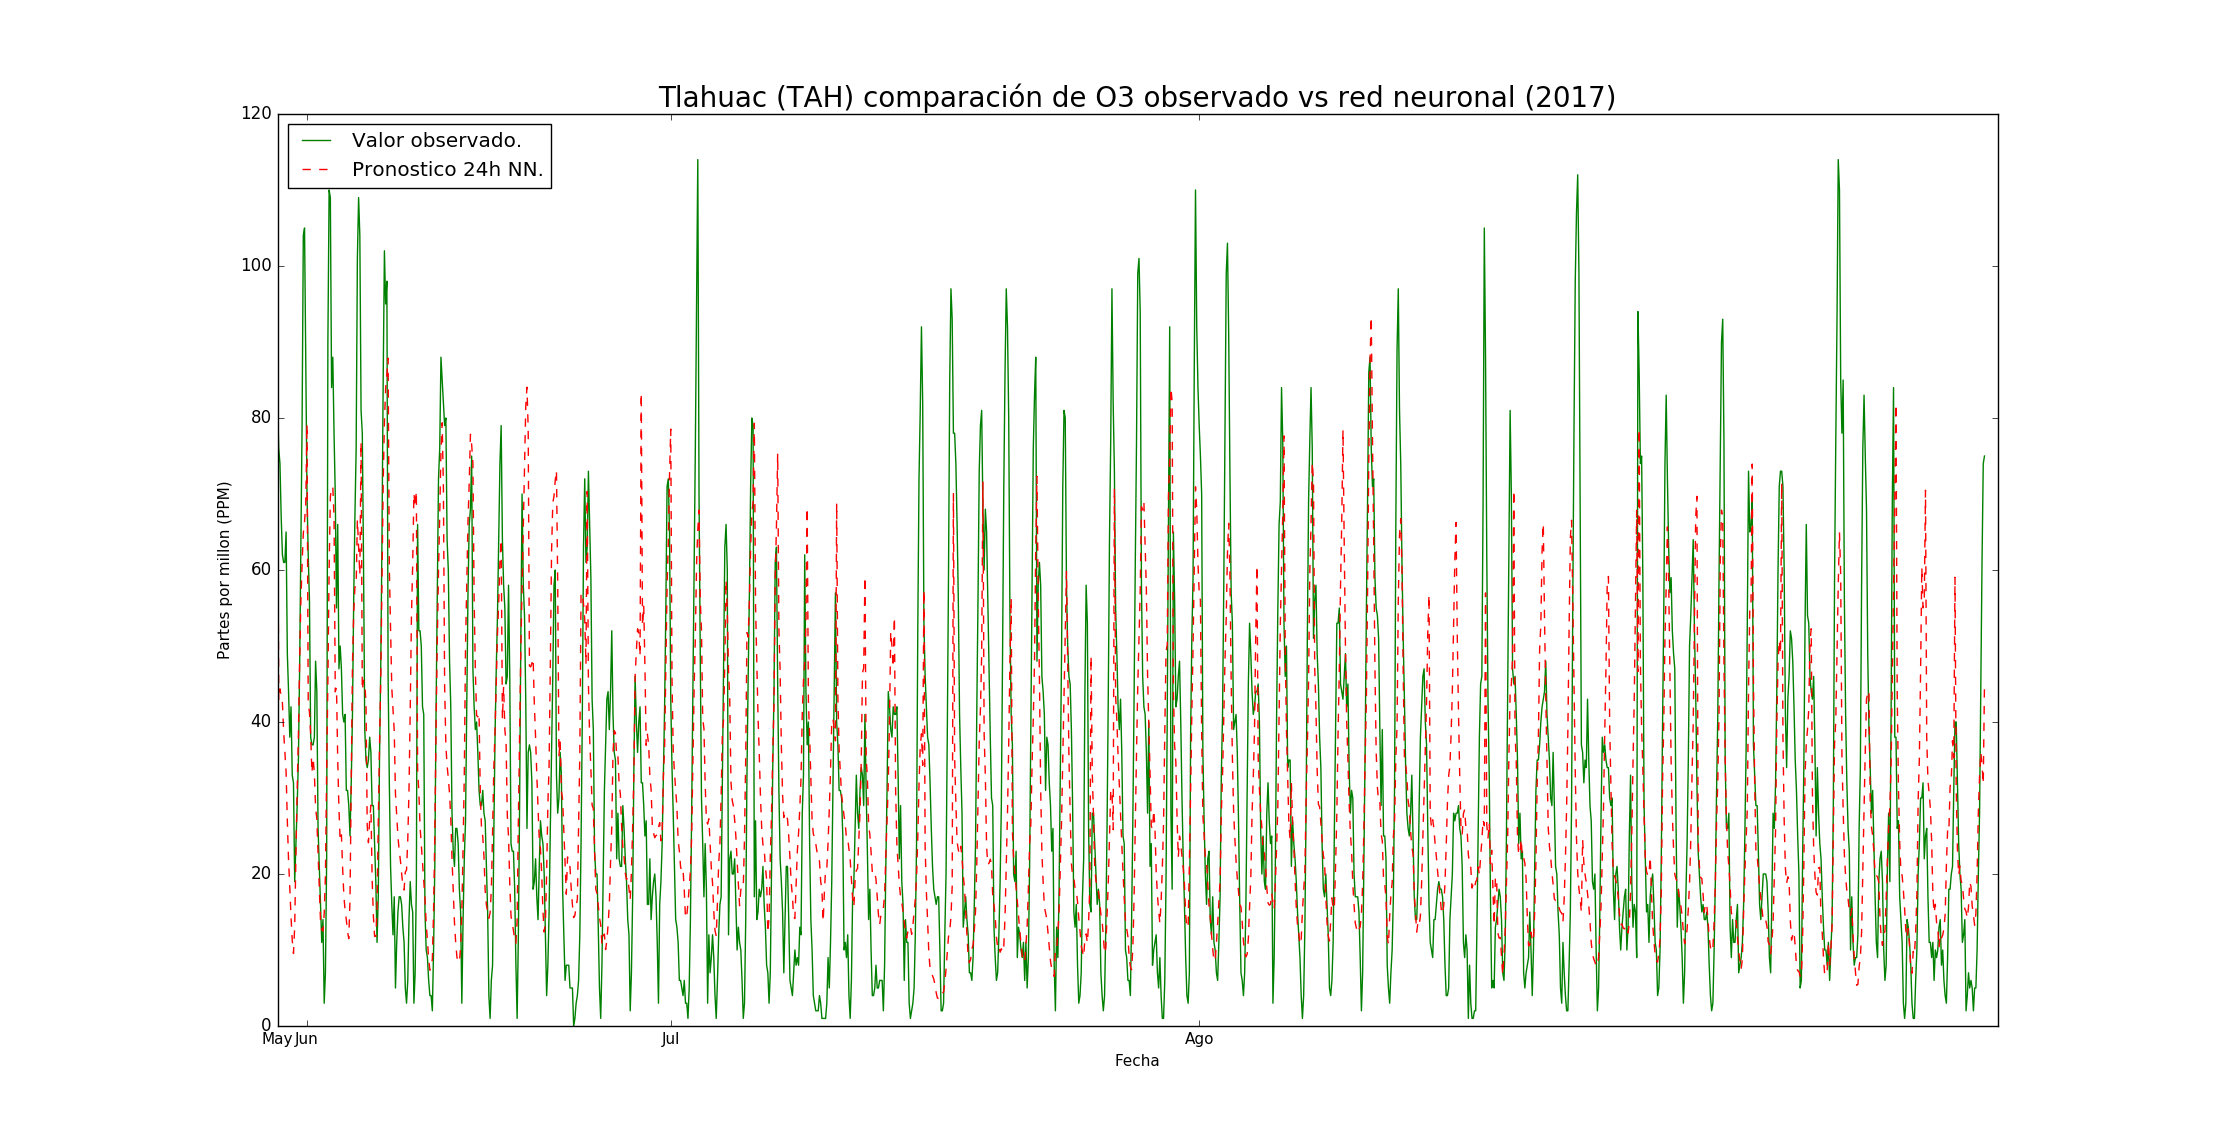 Tlahuac (TAH) comparación de O3 observado vs red neuronal (2017)
Valor observado.
Pronostico 24h NN.
120
100
80
60
40
20
0
Partes por millon (PPM)
May Jun Jul Ago
Fecha